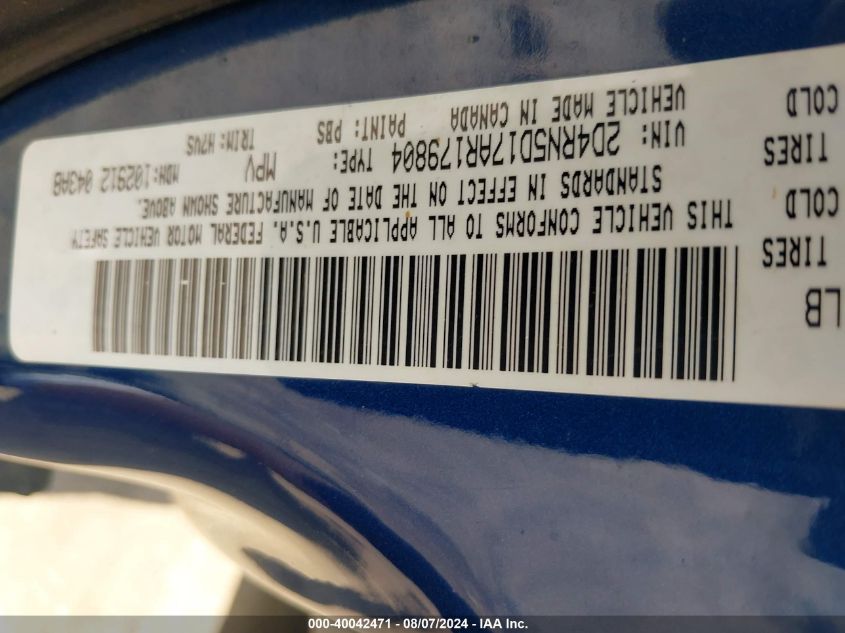 LB
TIRES
COLD
TIRES
COLD
THIS VEHICLE CONFORMS TO ALL APPLICABLE U.S.A. FEDERAL MOTOR VEHICLE SAFETY
STANDARDS IN EFFECT ON THE DATE OF MANUFACTURE SHOWN ABOVE.
VIN: 2D4RN5D17AR179804 TYPE: MPV MDH:102912 043AB
VEHICLE MADE IN CANADA PAINT: PBS TRIM: H7VS
000-40042471 - 08/07/2024 - IAA Inc.